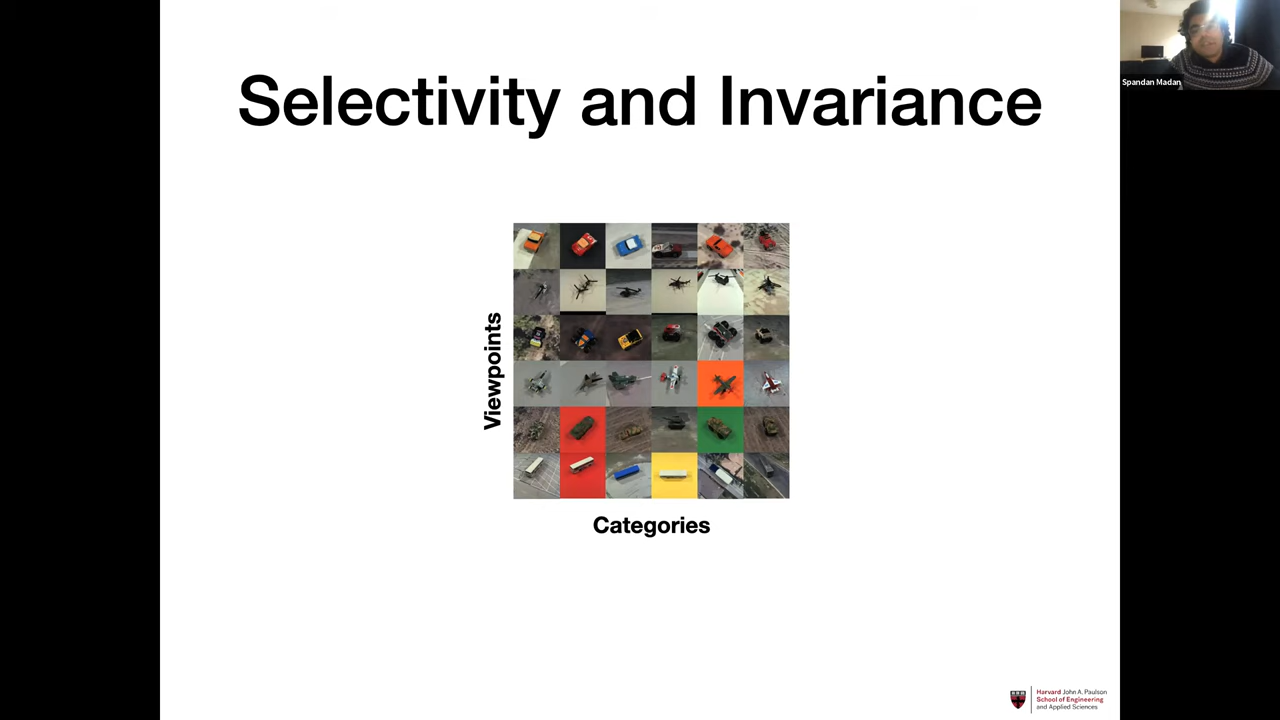 Selectivity and Invariance
Spandan Madan
Viewpoints
Categories
Harvard John A. Paulson
School of Engineering
and Applied Sciences